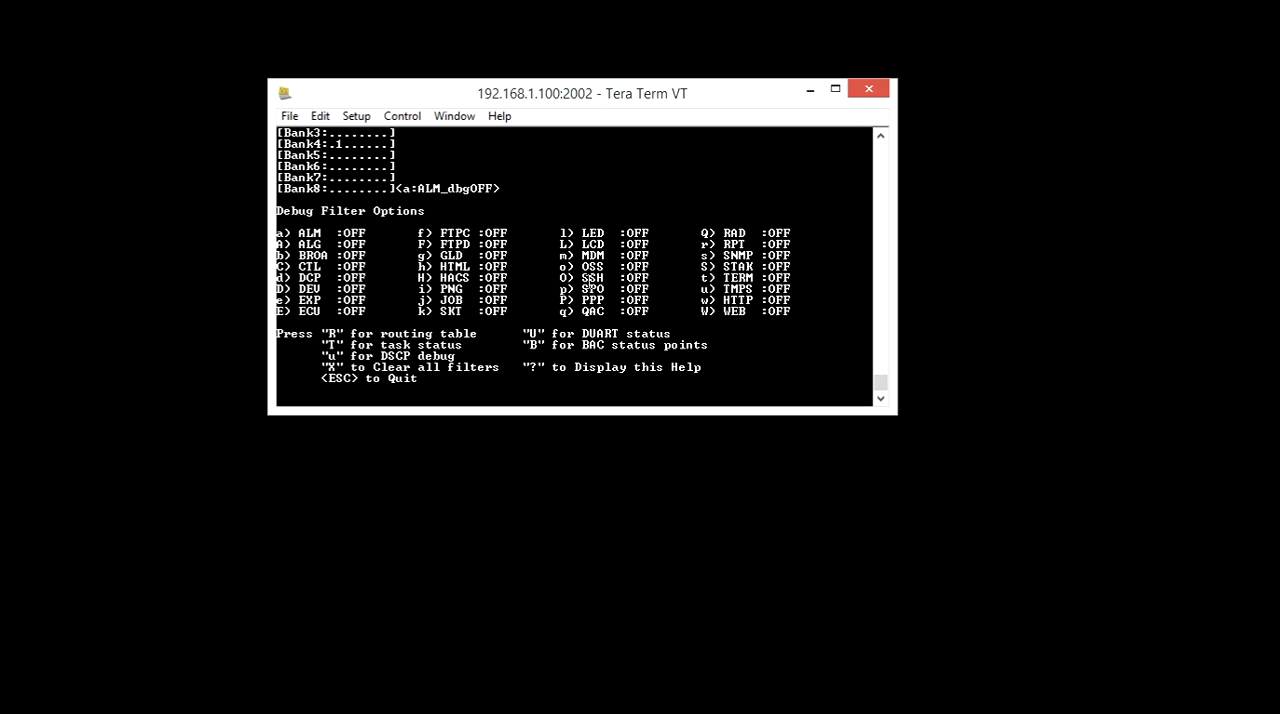 192.168.1.100:2002 - Tera Term VT
File Edit Setup Control Window Help
[Bank3:........]
[Bank4:.1......]
[Bank5:........]
[Bank6:........]
[Bank7:........]
[Bank8:........]<a:ALM_dbgOFF>
Debug Filter Options
a) ALM :OFF f) FTPC :OFF l) LED :OFF Q) RAD :OFF
A) ALG :OFF F) FTPD :OFF L) LCD :OFF r) RPT :OFF
b) BROA :OFF g) GLD :OFF m) MDM :OFF s) SNMP :OFF
C) CTL :OFF h) HTML :OFF o) OSS :OFF S) STAK :OFF
d) DCP :OFF H) HACS :OFF O) SSH :OFF t) TERM :OFF
D) DEV :OFF i) PNG :OFF p) SPO :OFF u) TMPS :OFF
e) EXP :OFF j) JOB :OFF P) PPP :OFF w) HTTP :OFF
E) ECU :OFF k) SKT :OFF q) QAC :OFF W) WEB :OFF
Press "R" for routing table "U" for DUART status
"T" for task status "B" for BAC status points
"u" for DSCP debug
"X" to Clear all filters "?" to Display this Help
<ESC> to Quit